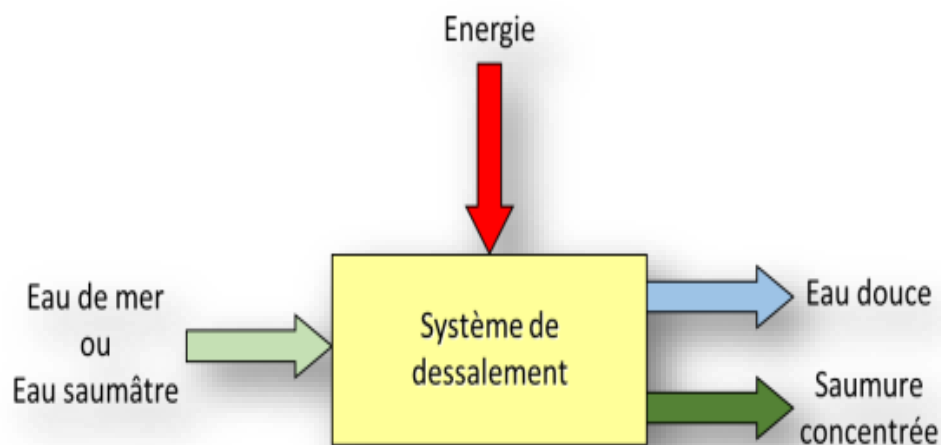 Energie
Eau de mer
ou
Eau saumâtre
Système de
dessalement
Eau douce
Saumure
concentrée